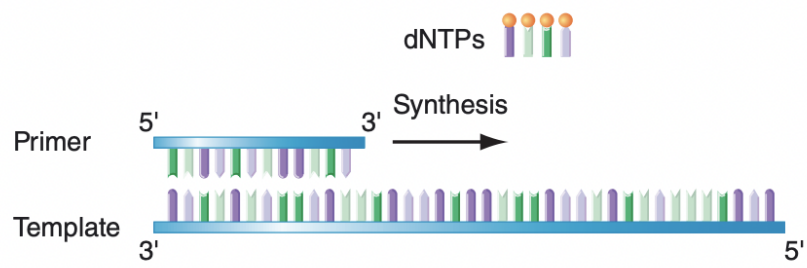 dNTPs
Synthesis
5' 3'
Primer
Template
3' 5'